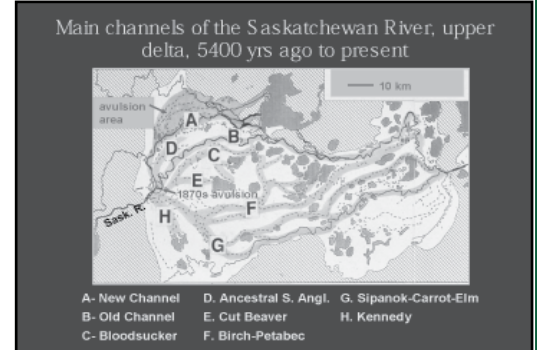 Main channels of the Saskatchewan River, upper
delta, 5400 yrs ago to present
10 km
avulsion
area
A
B
D
C
E
1870s avulsion
Sask. R.
H
F
G
A- New Channel D. Ancestral S. Angl. G. Sipanok-Carrot-Elm
B- Old Channel E. Cut Beaver H. Kennedy
C- Bloodsucker F. Birch-Petabec